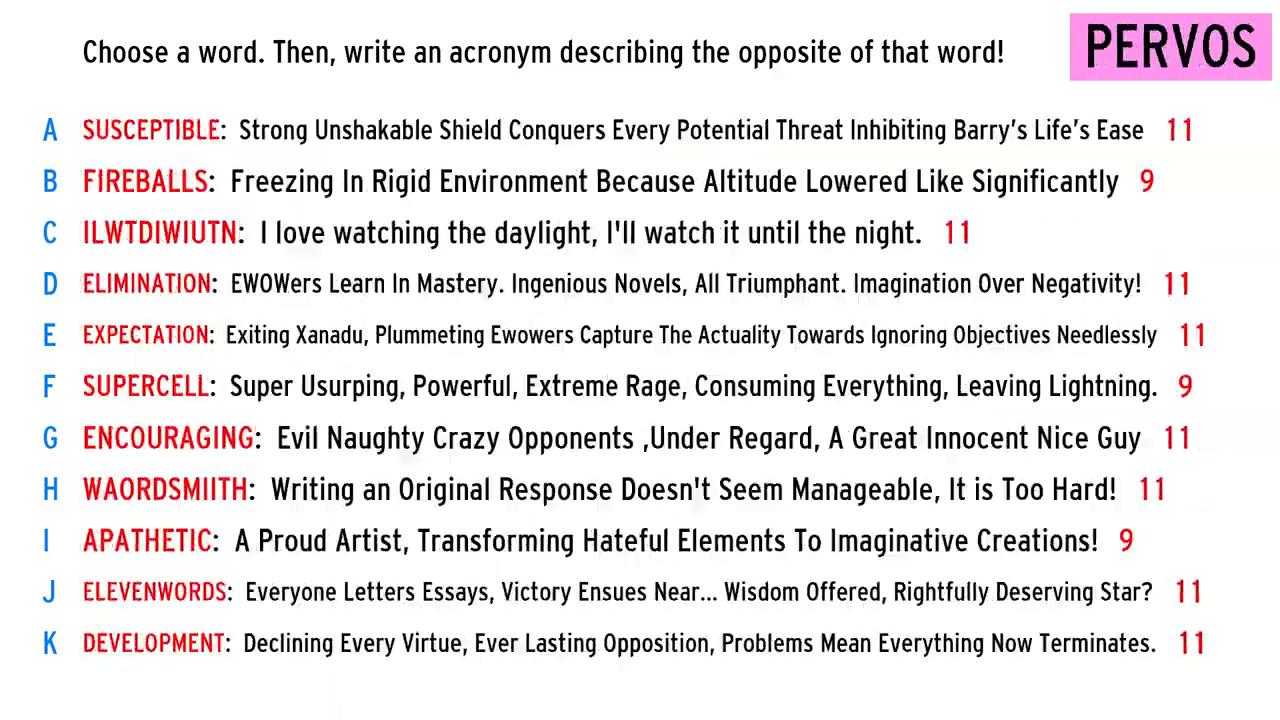 Choose a word. Then, write an acronym describing the opposite of that word!
PERVOS
A SUSCEPTIBLE: Strong Unshakable Shield Conquers Every Potential Threat Inhibiting Barry's Life's Ease 11
B FIREBALLS: Freezing In Rigid Environment Because Altitude Lowered Like Significantly 9
C ILWTDIWIUTN: I love watching the daylight, I'll watch it until the night. 11
D ELIMINATION: EWOWers Learn In Mastery. Ingenious Novels, All Triumphant. Imagination Over Negativity! 11
E EXPECTATION: Exiting Xanadu, Plummeting Ewowers Capture The Actuality Towards Ignoring Objectives Needlessly 11
F SUPERCELL: Super Usurping, Powerful, Extreme Rage, Consuming Everything, Leaving Lightning. 9
G ENCOURAGING: Evil Naughty Crazy Opponents ,Under Regard, A Great Innocent Nice Guy 11
H WAORDSMIITH: Writing an Original Response Doesn't Seem Manageable, It is Too Hard! 11
I APATHETIC: A Proud Artist, Transforming Hateful Elements To Imaginative Creations! 9
J ELEVENWORDS: Everyone Letters Essays, Victory Ensues Near... Wisdom Offered, Rightfully Deserving Star? 11
K DEVELOPMENT: Declining Every Virtue, Ever Lasting Opposition, Problems Mean Everything Now Terminates. 11